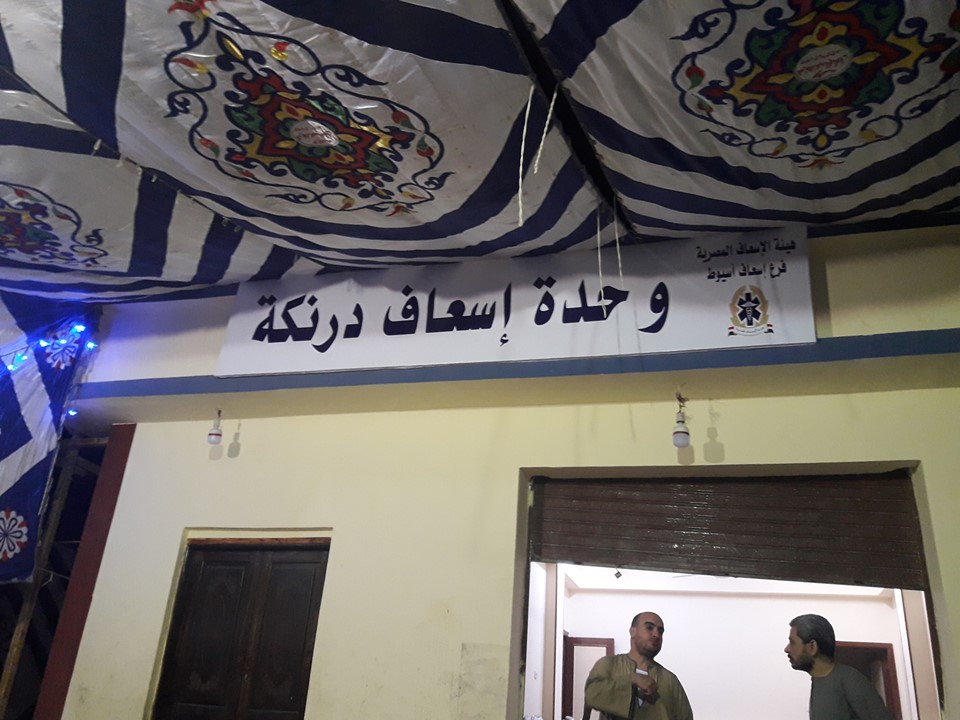 هيئة الإسعاف المصرية
فرع إسعاف أسيوط
وحدة إسعاف درنكة